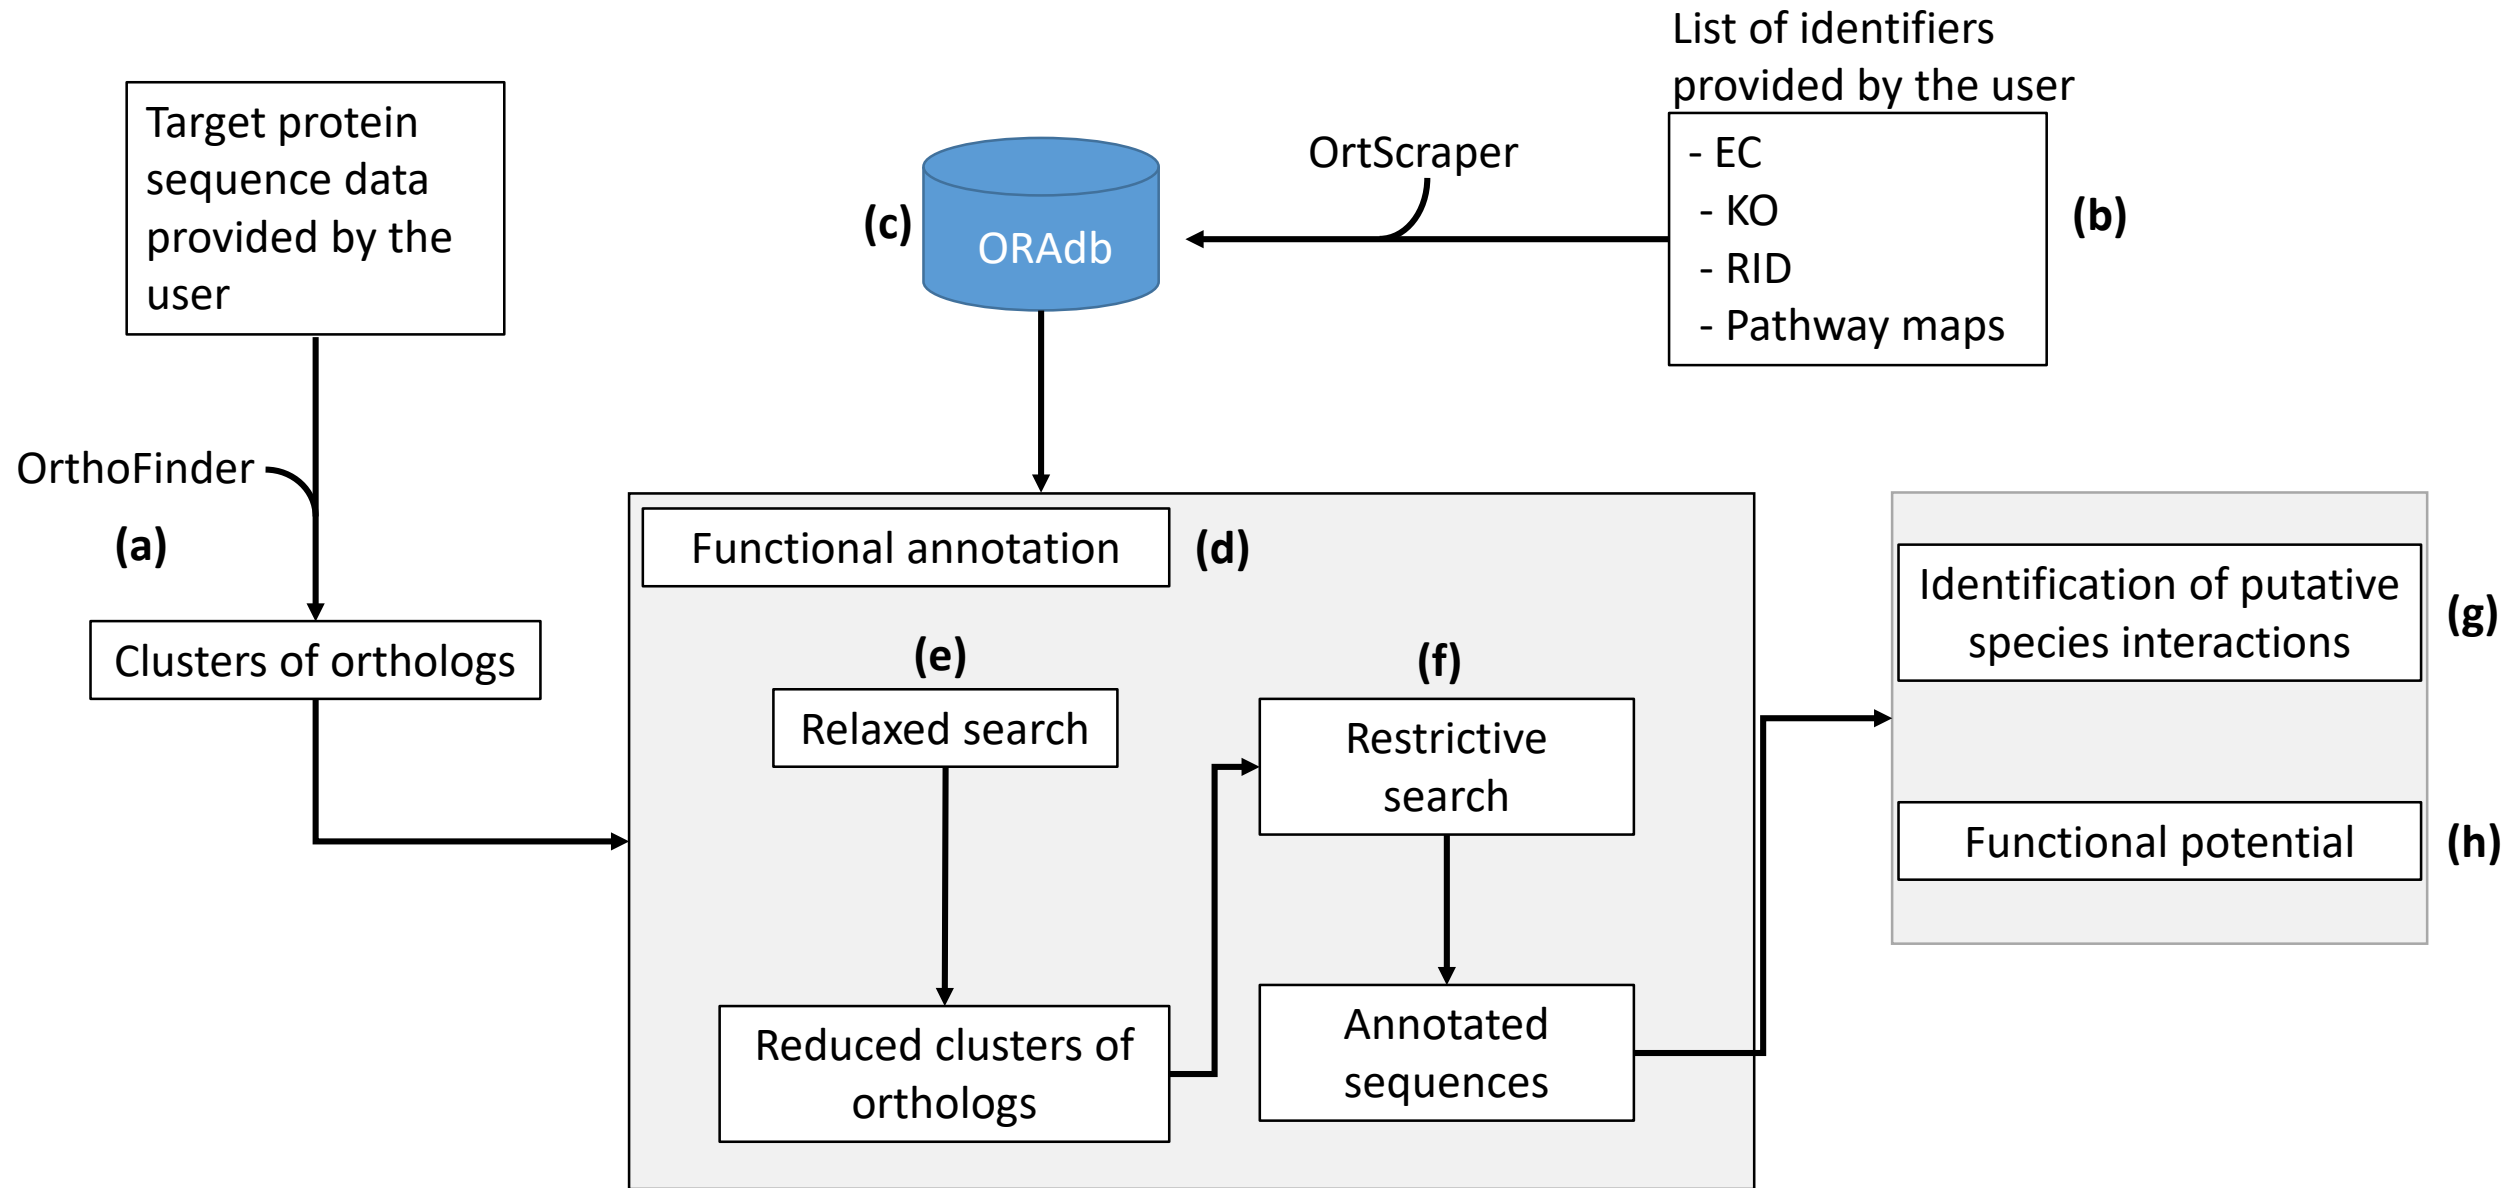 List of identifiers
provided by the user
Target protein
sequence data
provided by the
user
ORAdb
(c)
OrtScraper
- EC
- KO
- RID
- Pathway maps
(b)
OrthoFinder
(a)
Clusters of orthologs
Functional annotation
(d)
(e)
Relaxed search
Reduced clusters of
orthologs
(f)
Restrictive
search
Annotated
sequences
Identification of putative
species interactions
(g)
Functional potential
(h)